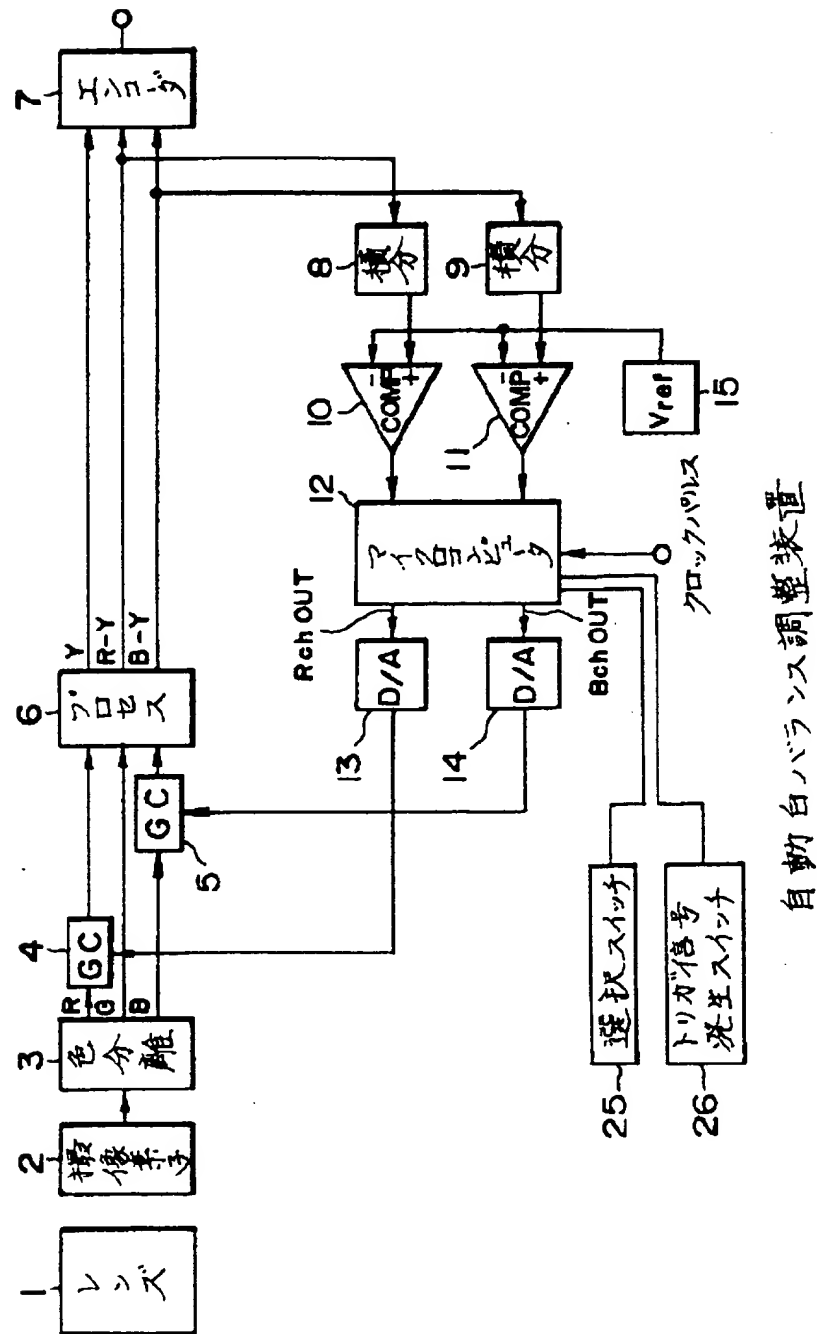 1
レンズ
2
撮像素子
3
色分離
R
G
B
4
GC
5
GC
6
プロセス
Y
R-Y
B-Y
7
エンコーダ
8
積分
9
積分
10
COMP
-
+
11
COMP
-
+
12
マイクロコンピュータ
Rch OUT
Bch OUT
13
D/A
14
D/A
15
Vref
クロックパルス
25
選択スイッチ
26
トリガ信号
発生スイッチ
自動白バランス調整装置